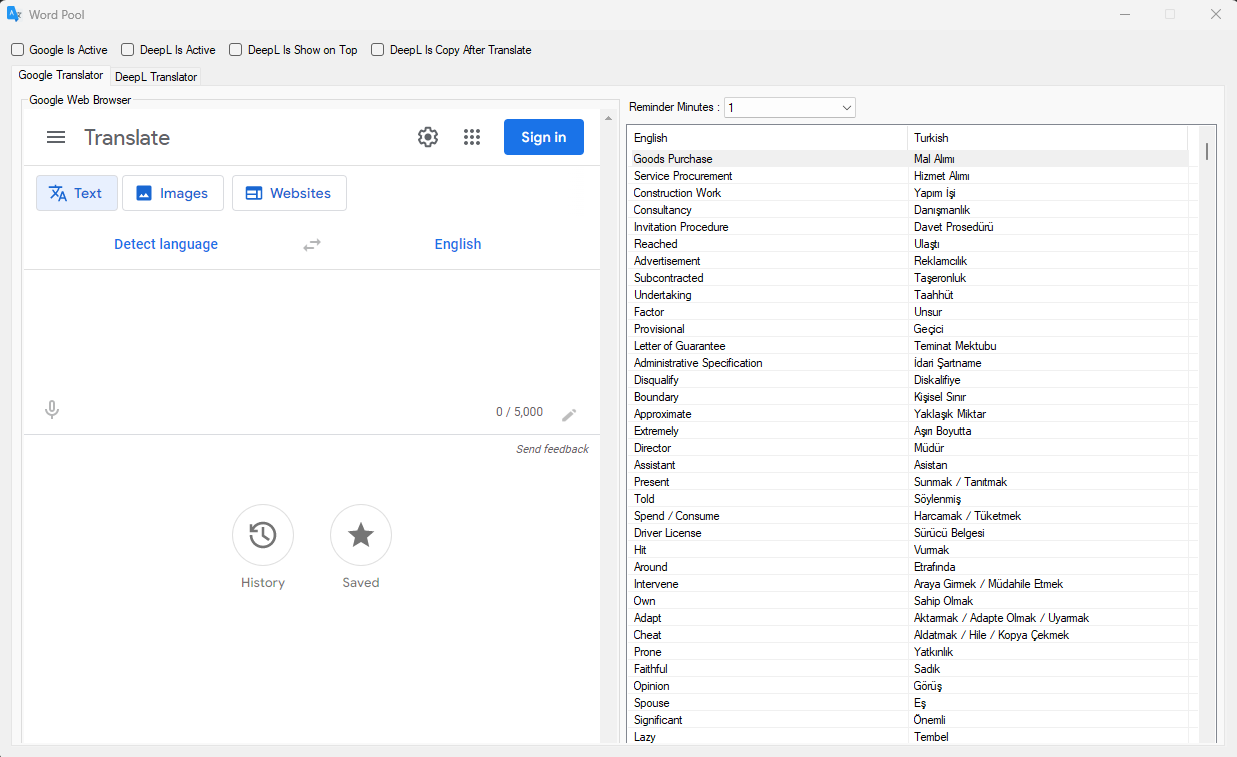 Word Pool
Google Is Active DeepL Is Active DeepL Is Show on Top DeepL Is Copy After Translate
Google Translator DeepL Translator
Google Web Browser
Translate Sign in
Text Images Websites
Detect language English
0 / 5,000
Send feedback
History Saved
Reminder Minutes : 1
English Turkish
Goods Purchase Mal Alımı
Service Procurement Hizmet Alımı
Construction Work Yapım İşi
Consultancy Danışmanlık
Invitation Procedure Davet Prosedürü
Reached Ulaştı
Advertisement Reklamcılık
Subcontracted Taşeronluk
Undertaking Taahhüt
Factor Unsur
Provisional Geçici
Letter of Guarantee Teminat Mektubu
Administrative Specification İdari Şartname
Disqualify Diskalifiye
Boundary Kişisel Sınır
Approximate Yaklaşık Miktar
Extremely Aşırı Boyutta
Director Müdür
Assistant Asistan
Present Sunmak / Tanıtmak
Told Söylenmiş
Spend / Consume Harcamak / Tüketmek
Driver License Sürücü Belgesi
Hit Vurmak
Around Etrafında
Intervene Araya Girmek / Müdahile Etmek
Own Sahip Olmak
Adapt Aktarmak / Adapte Olmak / Uyarmak
Cheat Aldatmak / Hile / Kopya Çekmek
Prone Yatkınlık
Faithful Sadık
Opinion Görüş
Spouse Eş
Significant Önemli
Lazy Tembel